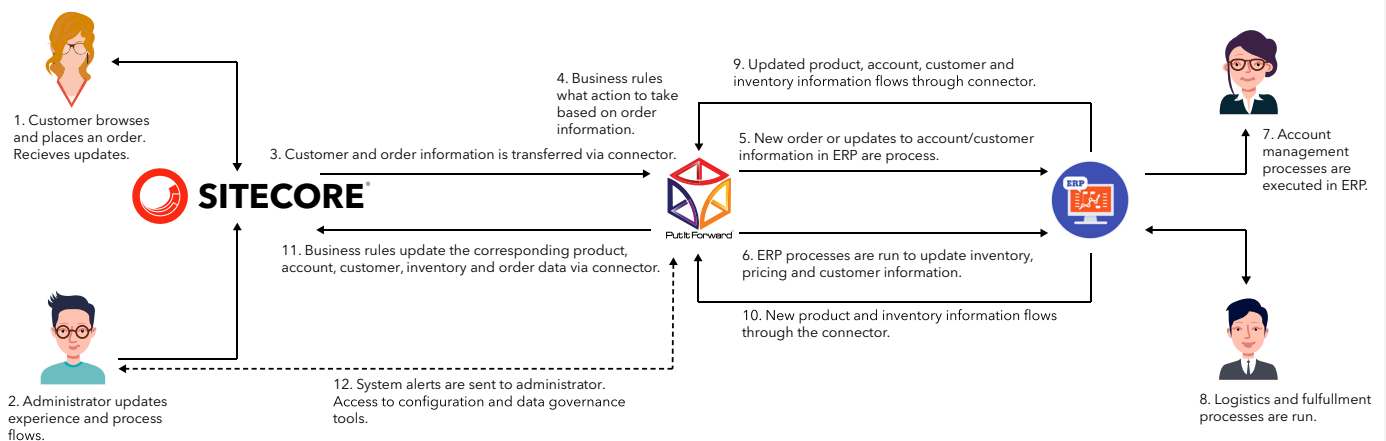 1. Customer browses
and places an order.
Recieves updates.
2. Administrator updates
experience and process
flows.
SITECORE®
3. Customer and order information is transferred via connector.
4. Business rules
what action to take
based on order
information.
PutItForward
5. New order or updates to account/customer
information in ERP are process.
6. ERP processes are run to update inventory,
pricing and customer information.
ERP
7. Account
management
processes are
executed in ERP.
8. Logistics and fulfullment
processes are run.
9. Updated product, account, customer and
inventory information flows through connector.
10. New product and inventory information flows
through the connector.
11. Business rules update the corresponding product,
account, customer, inventory and order data via connector.
12. System alerts are sent to administrator.
Access to configuration and data governance
tools.